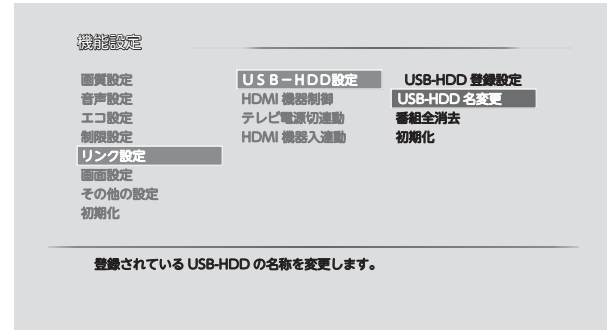 機能設定
画質設定
音声設定
エコ設定
制限設定
リンク設定
画面設定
その他の設定
初期化
USB－HDD設定
HDMI 機器制御
テレビ電源切連動
HDMI 機器入連動
USB-HDD 登録設定
USB-HDD 名変更
番組全消去
初期化
登録されている USB-HDD の名称を変更します。